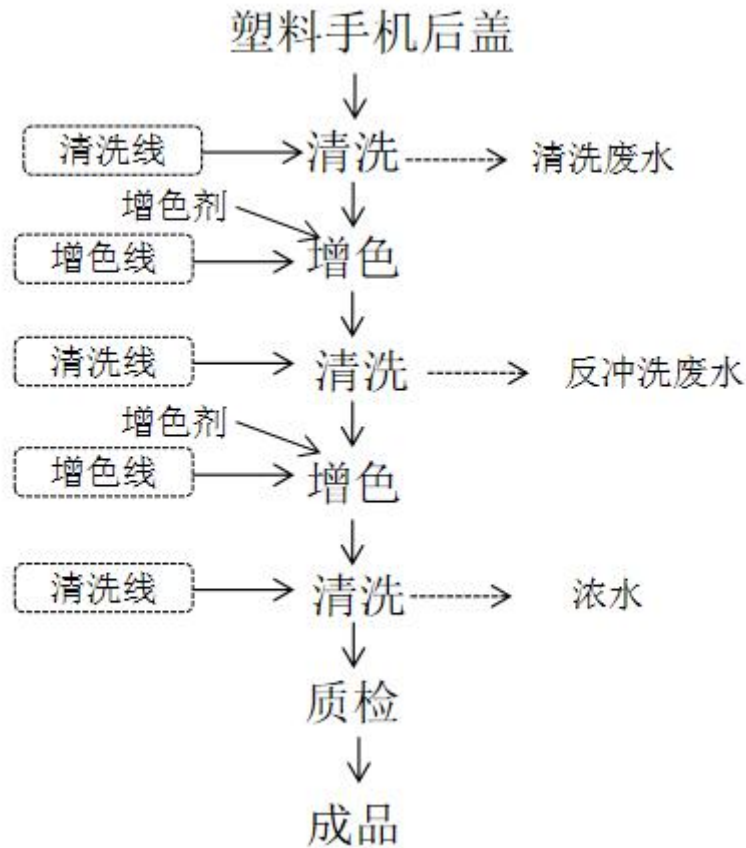 塑料手机后盖
清洗线 清洗 清洗废水
增色剂
增色线 增色
清洗线 清洗 反冲洗废水
增色剂
增色线 增色
清洗线 清洗 浓水
质检
成品